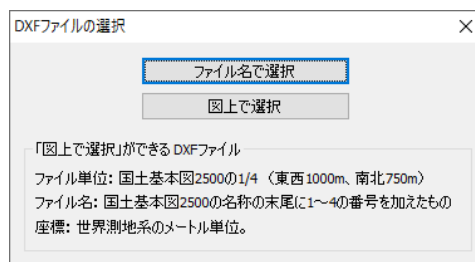 DXFファイルの選択
ファイル名で選択
図上で選択
「図上で選択」ができるDXFファイル
ファイル単位: 国土基本図2500の1/4 （東西1000m、南北750m）
ファイル名: 国土基本図2500の名称の末尾に1～4の番号を加えたもの
座標: 世界測地系のメートル単位。